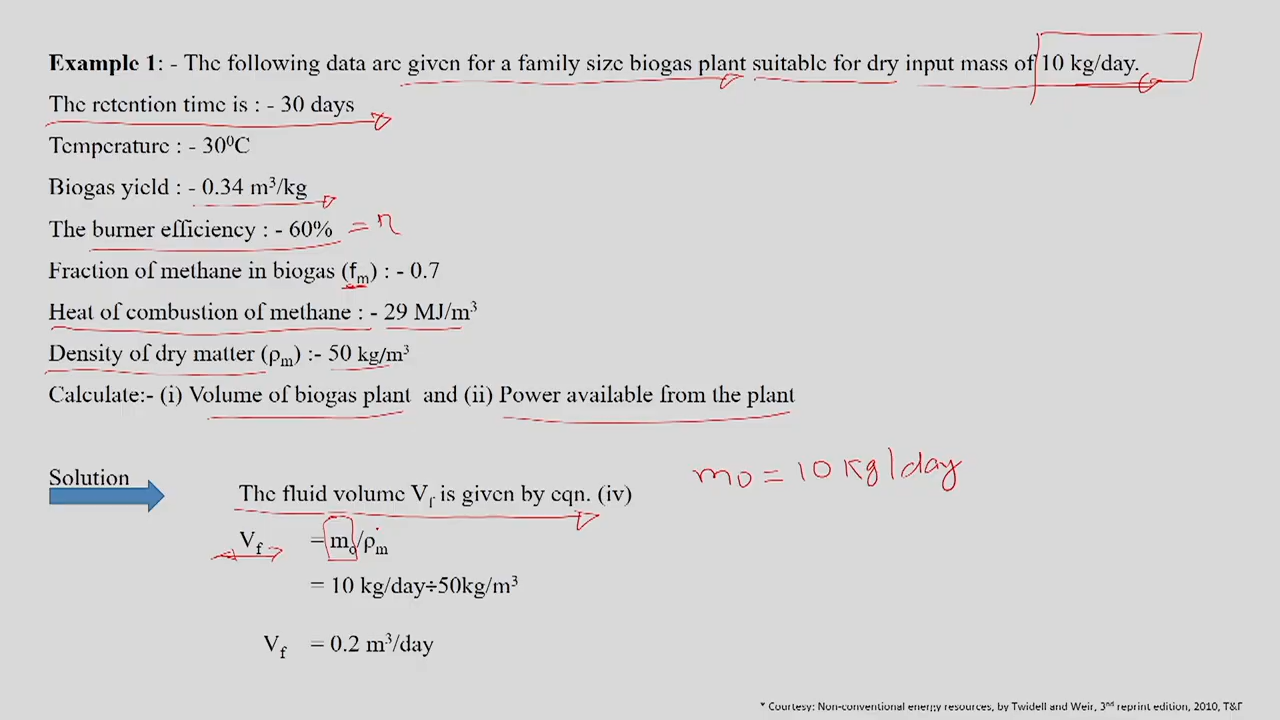 Example 1: - The following data are given for a family size biogas plant suitable for dry input mass of 10 kg/day.
The retention time is : - 30 days
Temperature : - 30⁰C
Biogas yield : - 0.34 m³/kg
The burner efficiency : - 60% = η
Fraction of methane in biogas (fₘ) : - 0.7
Heat of combustion of methane : - 29 MJ/m³
Density of dry matter (ρₘ) :- 50 kg/m³
Calculate:- (i) Volume of biogas plant and (ii) Power available from the plant
Solution
m₀ = 10 kg/day
The fluid volume V_f is given by eqn. (iv)
V_f = m₀/ρₘ
= 10 kg/day÷50kg/m³
V_f = 0.2 m³/day
* Courtesy: Non-conventional energy resources, by Twidell and Weir, 3ʳᵈ reprint edition, 2010, T&F